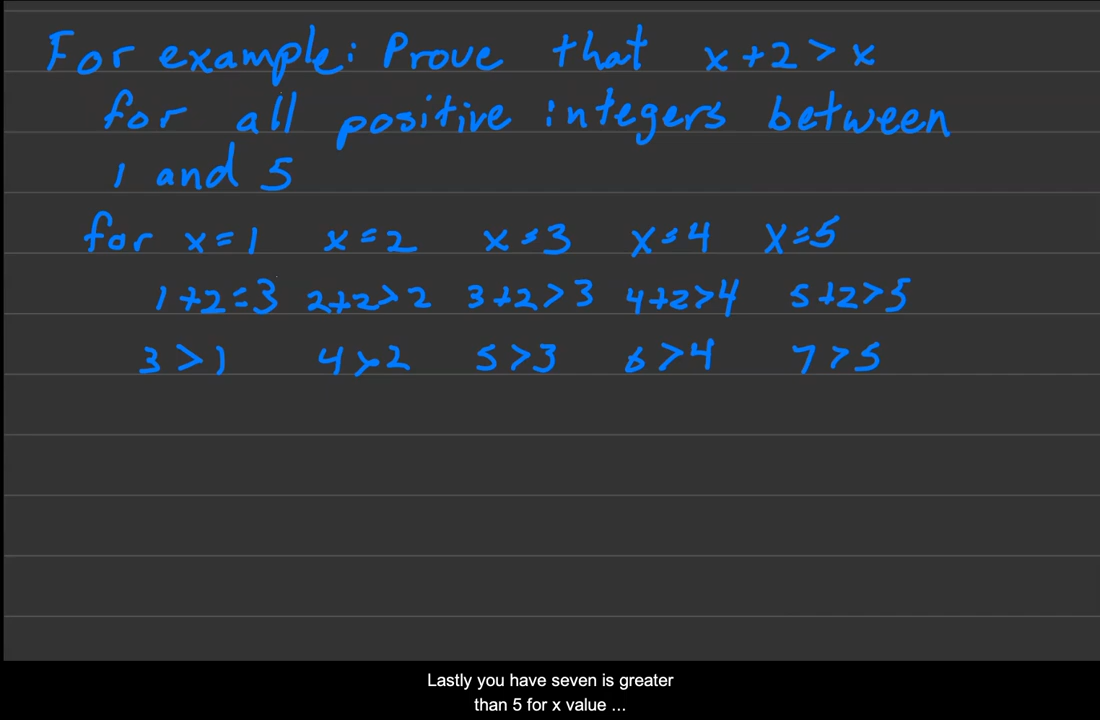 For example: Prove that x+2>x
for all positive integers between
1 and 5
for x=1 x=2 x=3 x=4 x=5
1+2=3 2+2>2 3+2>3 4+2>4 5+2>5
3>1 4>2 5>3 6>4 7>5
Lastly you have seven is greater
than 5 for x value ...